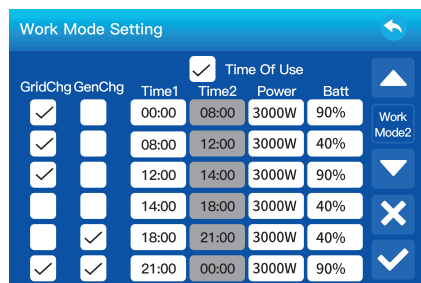 Work Mode Setting
Time Of Use
GridChg GenChg Time1 Time2 Power Batt
00:00 08:00 3000W 90%
08:00 12:00 3000W 40%
12:00 14:00 3000W 90%
14:00 18:00 3000W 40%
18:00 21:00 3000W 40%
21:00 00:00 3000W 90%
Work
Mode2